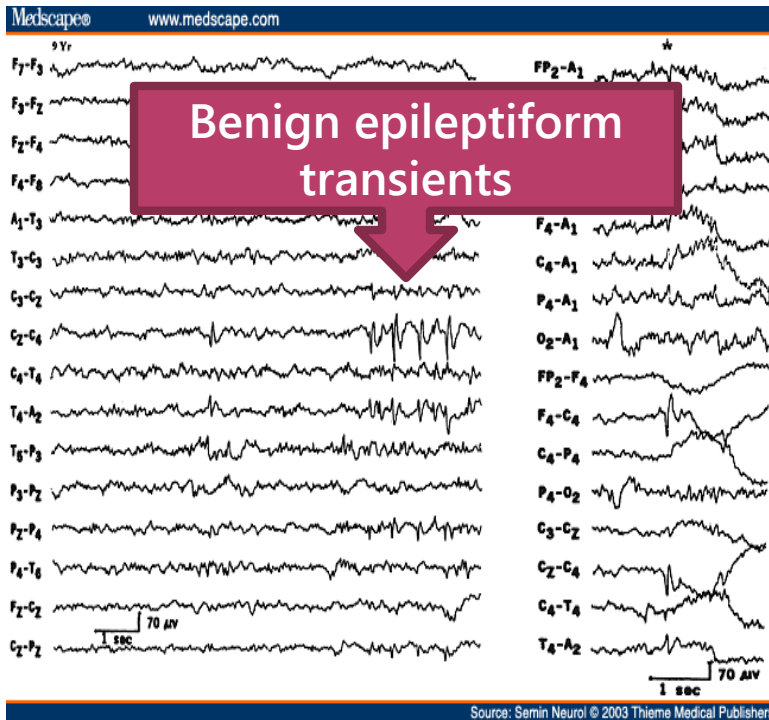 Medscape® www.medscape.com
9 Yr
F7-F3
F3-FZ
FZ-F4
F4-F8
A1-T3
T3-C3
C3-CZ
CZ-C4
C4-T4
T4-A2
T5-P3
P3-PZ
PZ-P4
P4-T6
FZ-CZ
70 μV
1 sec
CZ-PZ
Benign epileptiform
transients
*
FP2-A1
F4-A1
C4-A1
P4-A1
O2-A1
FP2-F4
F4-C4
C4-P4
P4-O2
C3-CZ
CZ-C4
C4-T4
T4-A2
70 μV
1 sec
Source: Semin Neurol © 2003 Thieme Medical Publisher